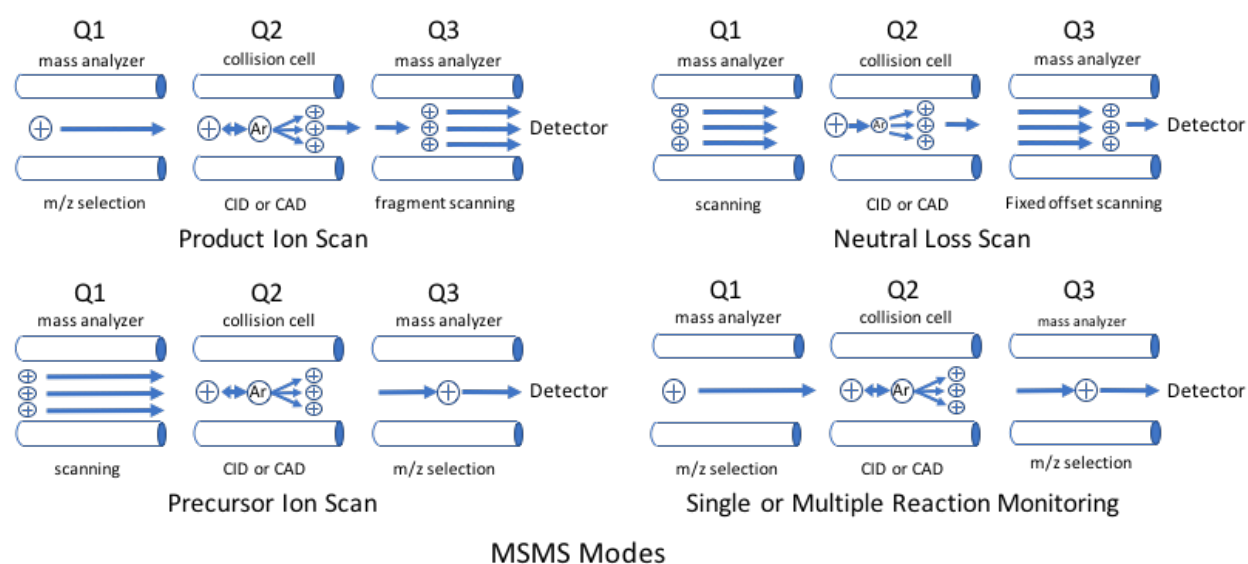 Q1 Q2 Q3
mass analyzer collision cell mass analyzer
Ar
Detector
m/z selection CID or CAD fragment scanning
Product Ion Scan
Q1 Q2 Q3
mass analyzer collision cell mass analyzer
Ar
Detector
scanning CID or CAD Fixed offset scanning
Neutral Loss Scan
Q1 Q2 Q3
mass analyzer collision cell mass analyzer
Ar
Detector
scanning CID or CAD m/z selection
Precursor Ion Scan
Q1 Q2 Q3
mass analyzer collision cell mass analyzer
Ar
Detector
m/z selection CID or CAD m/z selection
Single or Multiple Reaction Monitoring
MSMS Modes